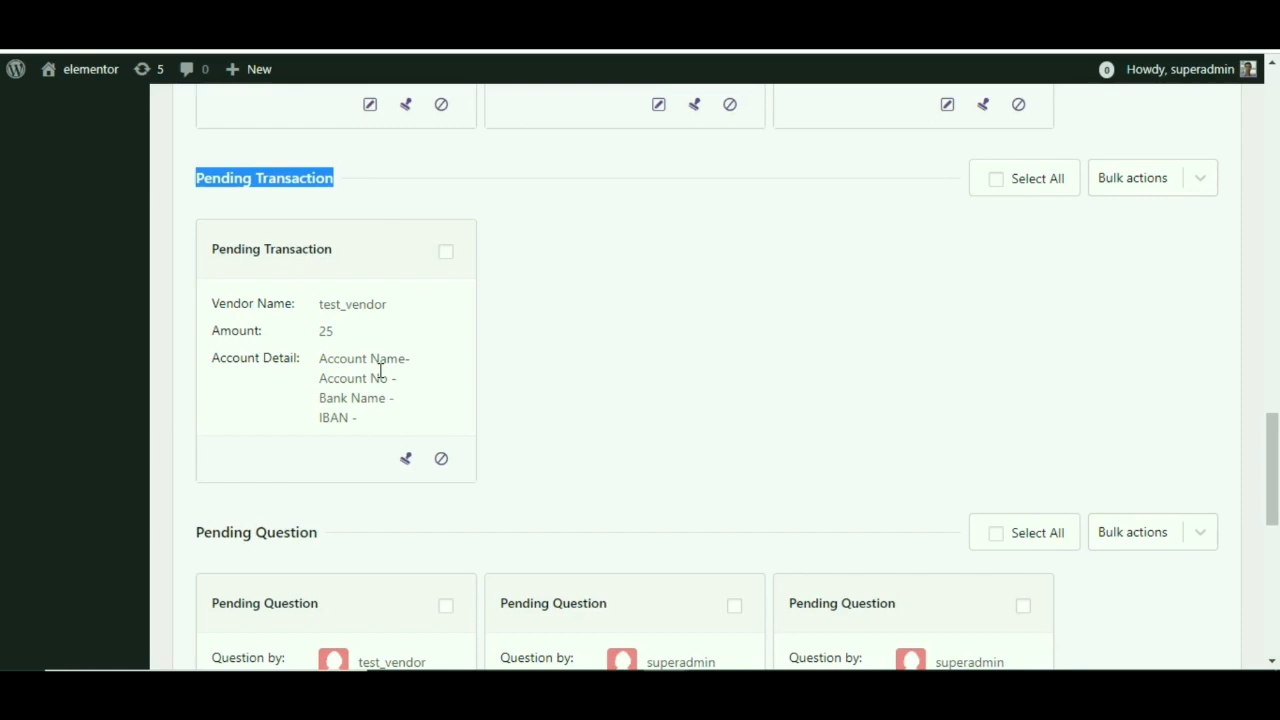 elementor 5 0 New 0 Howdy, superadmin
Pending Transaction Select All Bulk actions
Pending Transaction
Vendor Name: test_vendor
Amount: 25
Account Detail: Account Name-
Account No -
Bank Name -
IBAN -
Pending Question Select All Bulk actions
Pending Question Pending Question Pending Question
Question by: test_vendor Question by: superadmin Question by: superadmin